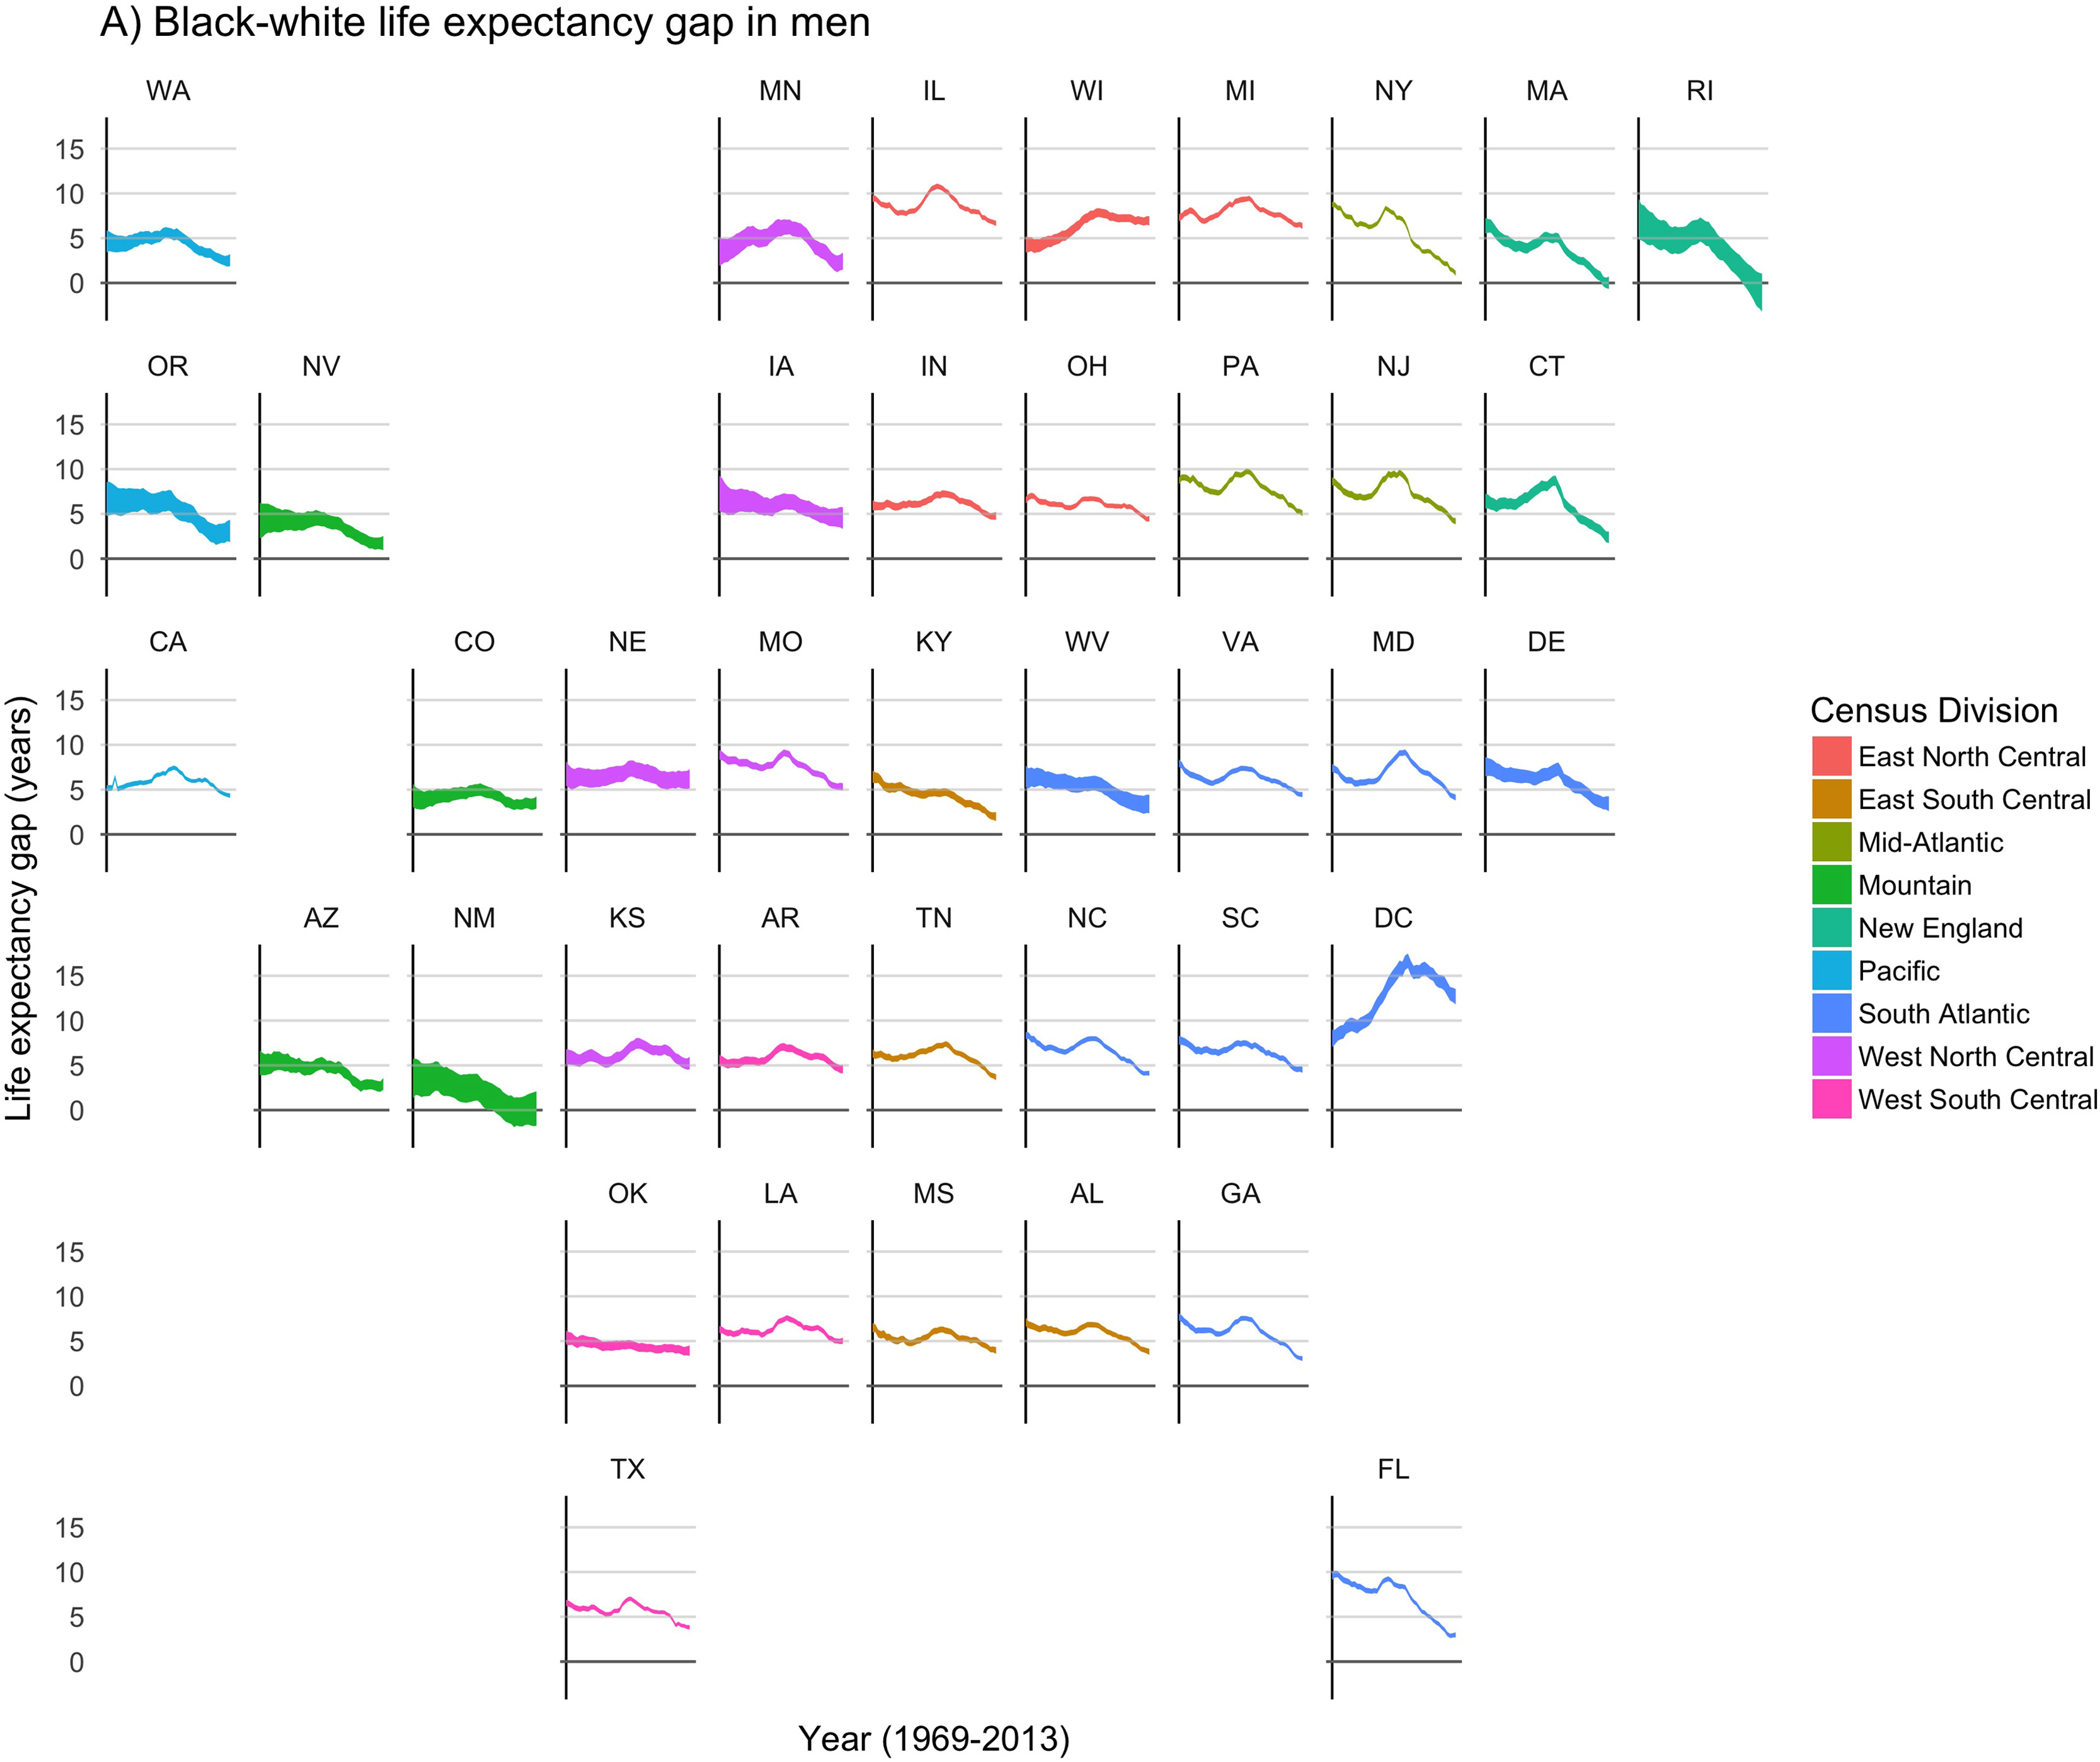 A) Black-white life expectancy gap in men
WA MN IL WI MI NY MA RI
15
10
5
0
OR NV IA IN OH PA NJ CT
15
10
5
0
CA CO NE MO KY WV VA MD DE
15
10
5
0
AZ NM KS AR TN NC SC DC
15
10
5
0
OK LA MS AL GA
15
10
5
0
TX FL
15
10
5
0
Life expectancy gap (years)
Year (1969-2013)
Census Division
East North Central
East South Central
Mid-Atlantic
Mountain
New England
Pacific
South Atlantic
West North Central
West South Central